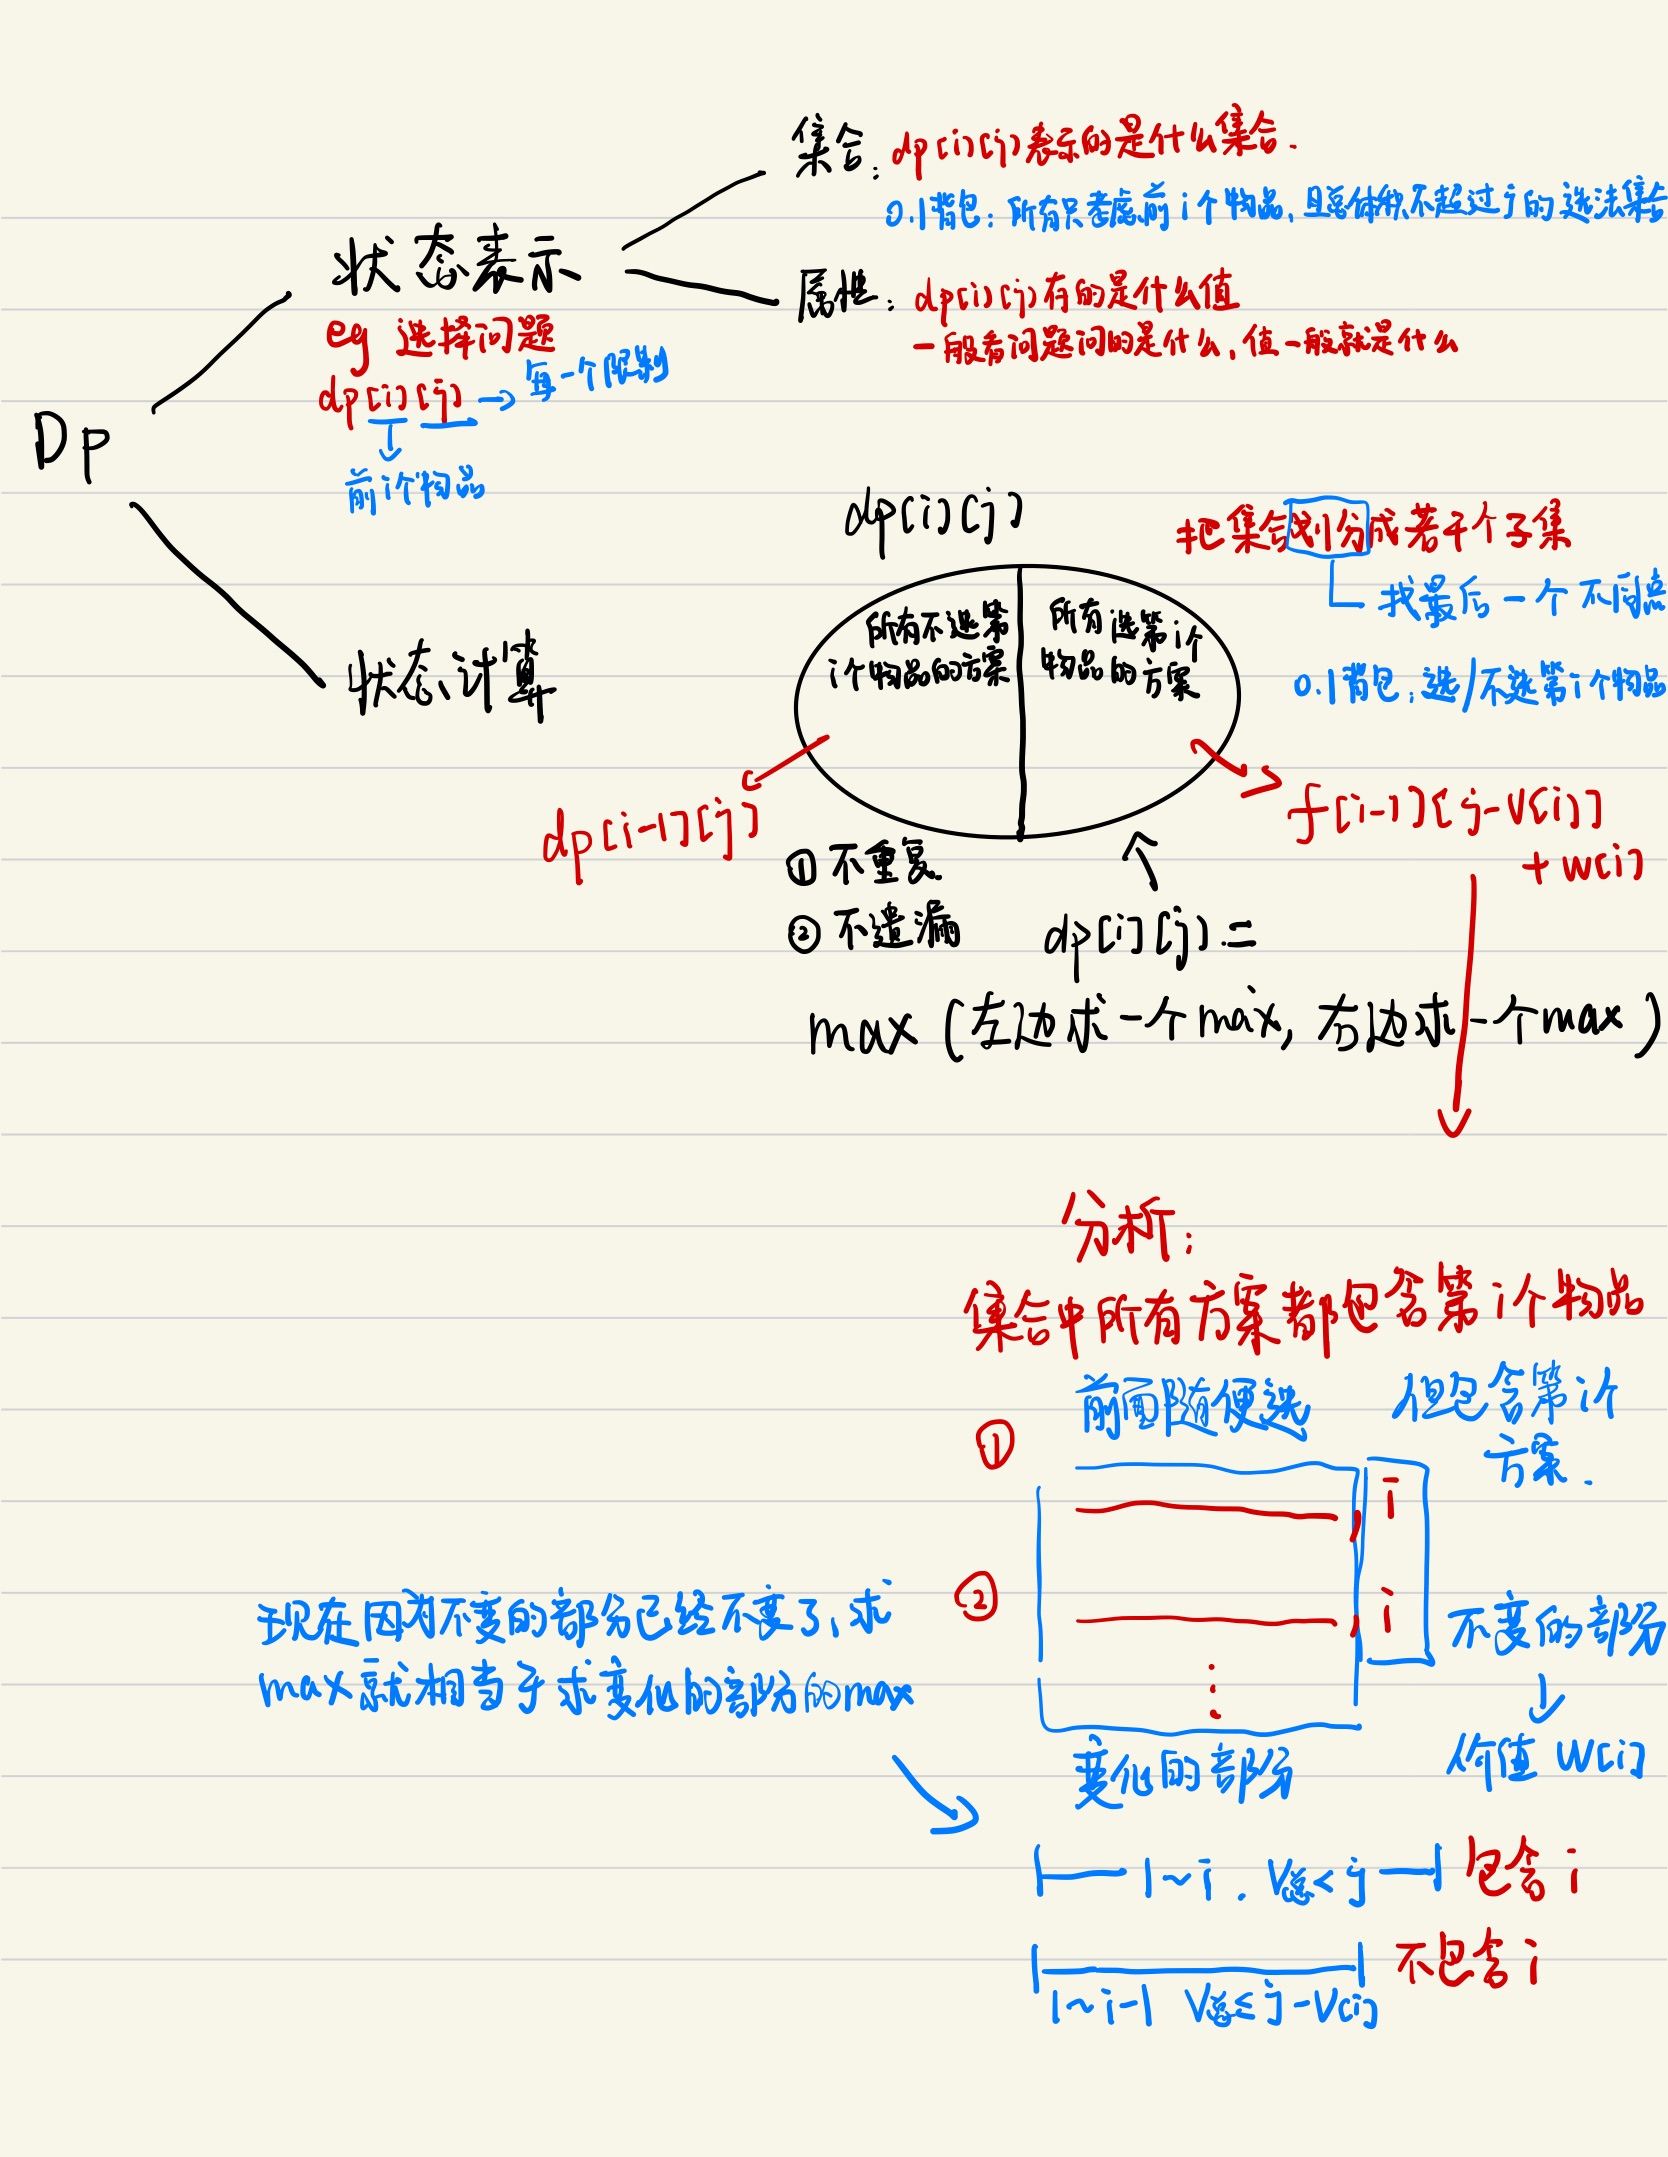 集合：dp[i][j]表示的是什么集合.
0.1背包：所有只考虑前i个物品，且总体积不超过j的选法集合
状态表示
属性：dp[i][j]存的是什么值
一般看问题问的是什么，值一般就是什么
eg 选择问题
dp[i][j] → 每一个限制
前i个物品
Dp
状态计算
dp[i][j]
把集合划分成若干个子集
找最后一个不同点
所有不选第
i个物品的方案
所有选第i个
物品的方案
0.1背包：选/不选第i个物品
dp[i-1][j]
f[i-1][j-V[i]]
+w[i]
① 不重复
② 不遗漏
dp[i][j] =
max（左边求一个max, 右边求一个max）
分析：
集合中所有方案都包含第i个物品
前面随便选
但包含第i个
方案.
①
, i
②
, i
不变的部分
价值 W[i]
变化的部分
现在因为不变的部分已经不变了，求
max就相当于求变化的部分的max
1~i . V总<j 包含i
不包含i
1~i-1 V总≤j-V[i]